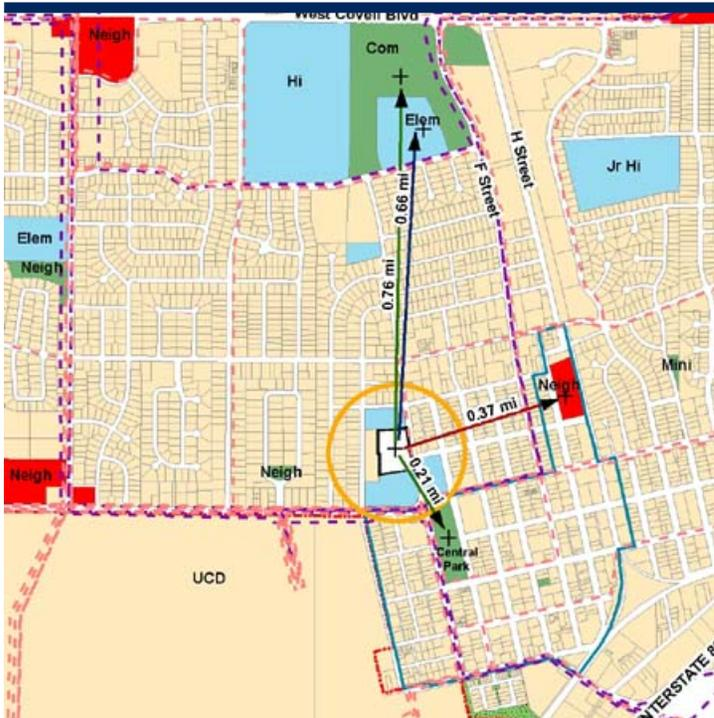 West Covell Blvd
Neigh
Com
Hi
Elem
H Street
Jr Hi
F Street
0.66 mi
Elem
Neigh
0.76 mi
Mini
Neigh
0.37 mi
Neigh
Neigh
0.21 mi
Central
Park
UCD
INTERSTATE 8